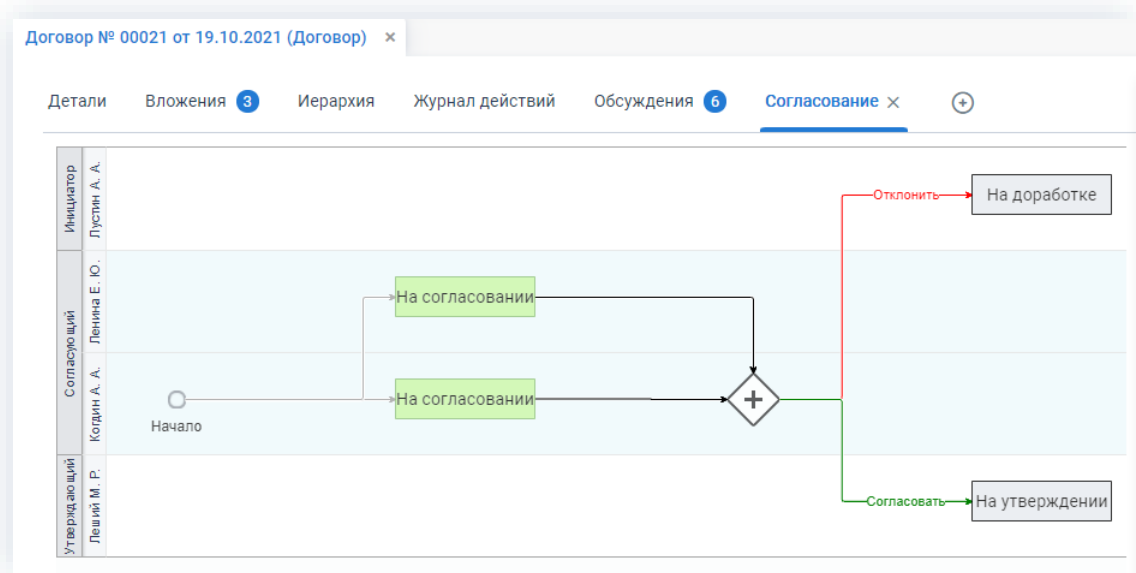 Договор № 00021 от 19.10.2021 (Договор) ×
Детали Вложения 3 Иерархия Журнал действий Обсуждения 6 Согласование ×
Инициатор
Пустин А. А.
Отклонить
На доработке
Согласующий
Ленина Е. Ю.
На согласовании
Когдин А. А.
Начало
На согласовании
Утверждающий
Леший М. Р.
Согласовать
На утверждении